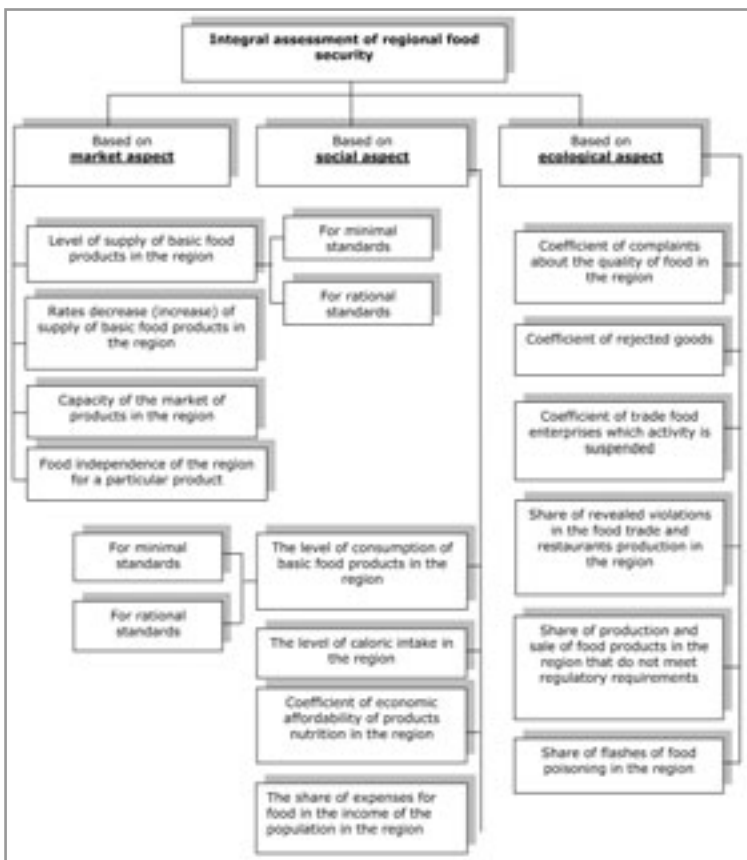 Integral assessment of regional food
security
Based on
market aspect
Based on
social aspect
Based on
ecological aspect
Level of supply of basic food
products in the region
For minimal
standards
For rational
standards
Rates decrease (increase) of
supply of basic food products in
the region
Capacity of the market of
products in the region
Food independence of the region
for a particular product
For minimal
standards
For rational
standards
The level of consumption of
basic food products in the
region
The level of caloric intake in
the region
Coefficient of economic
affordability of products
nutrition in the region
The share of expenses for
food in the income of the
population in the region
Coefficient of complaints
about the quality of food in
the region
Coefficient of rejected goods
Coefficient of trade food
enterprises which activity is
suspended
Share of revealed violations
in the food trade and
restaurants production in
the region
Share of production and
sale of food products in the
region that do not meet
regulatory requirements
Share of flashes of food
poisoning in the region